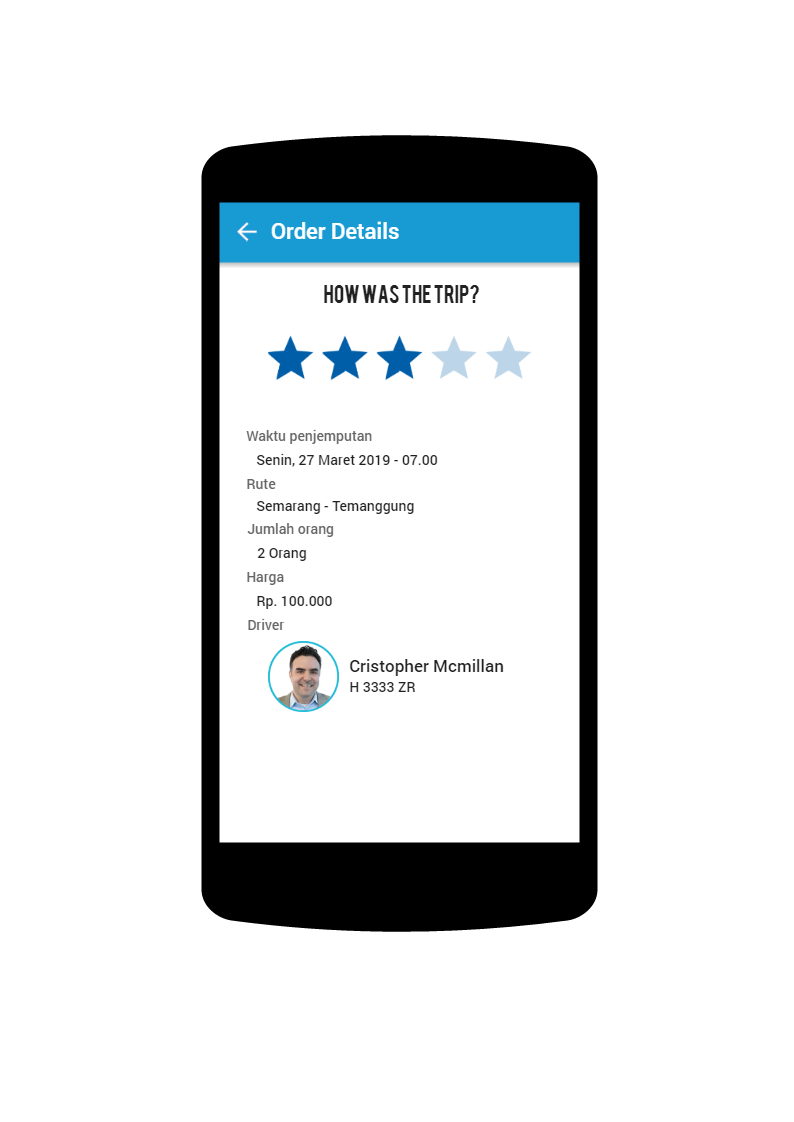 Order Details
HOW WAS THE TRIP?
Waktu penjemputan
Senin, 27 Maret 2019 - 07.00
Rute
Semarang - Temanggung
Jumlah orang
2 Orang
Harga
Rp. 100.000
Driver
Cristopher Mcmillan
H 3333 ZR